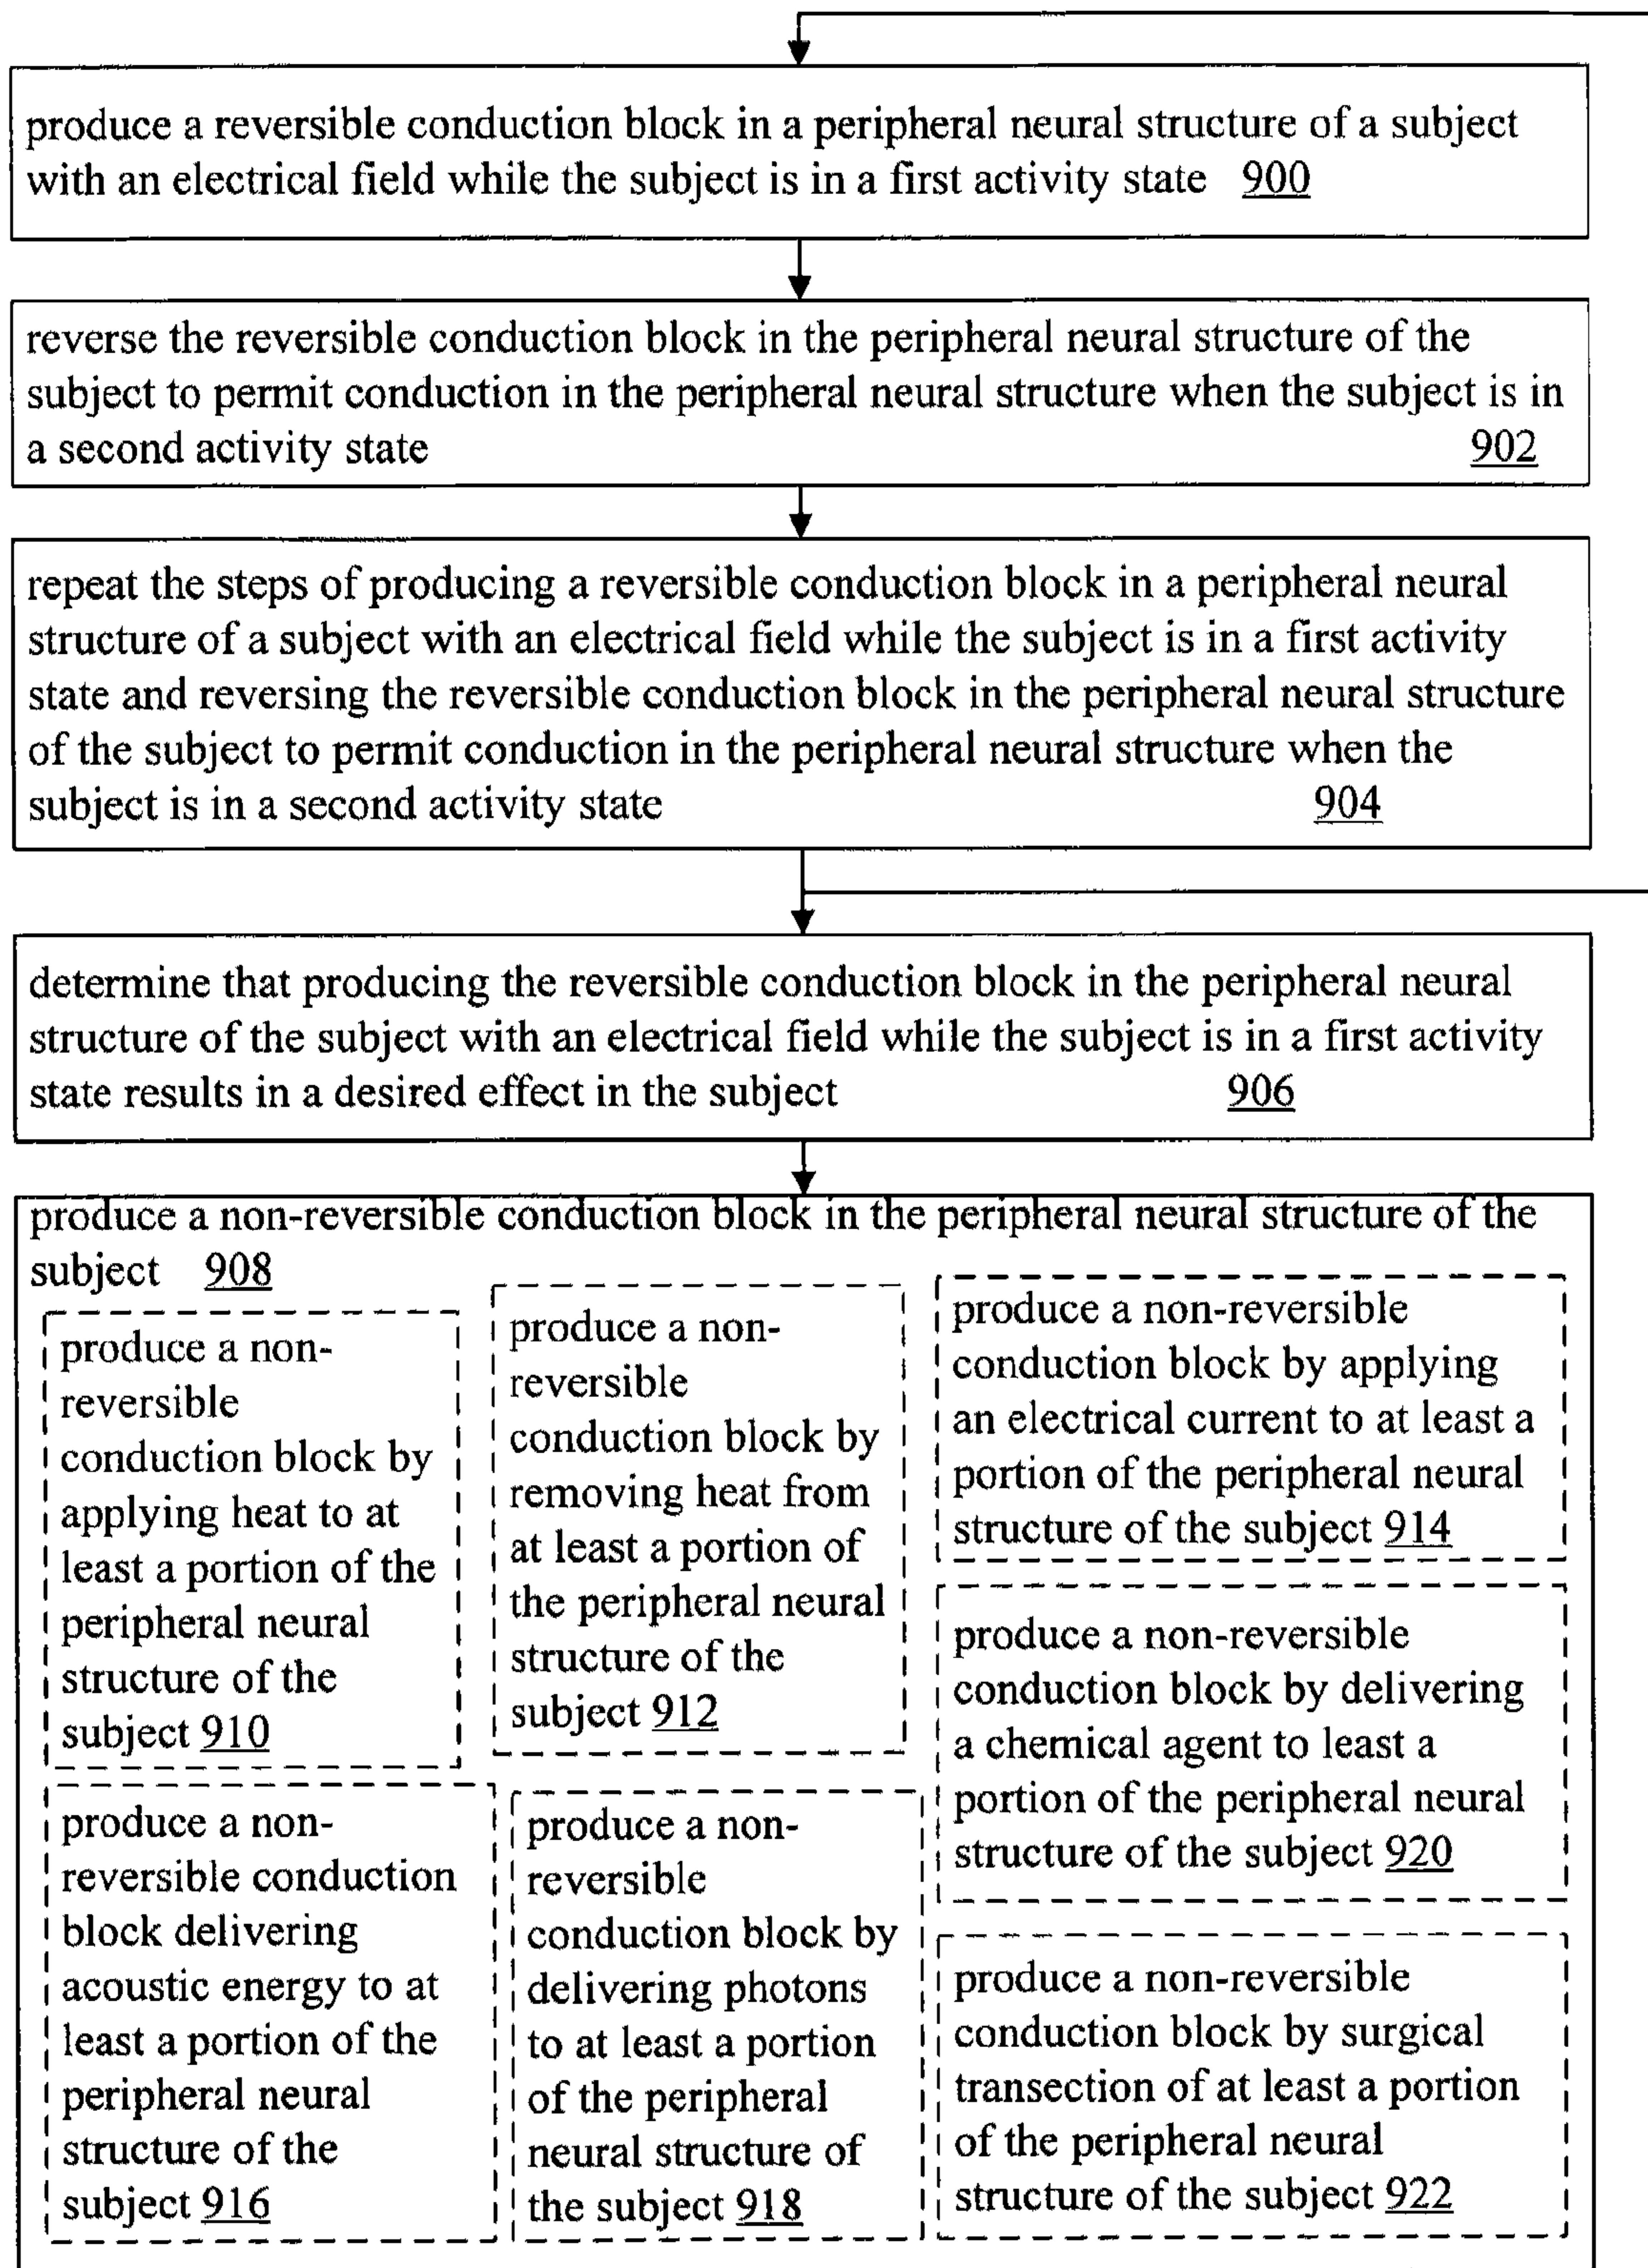 produce a reversible conduction block in a peripheral neural structure of a subject
with an electrical field while the subject is in a first activity state 900
reverse the reversible conduction block in the peripheral neural structure of the
subject to permit conduction in the peripheral neural structure when the subject is in
a second activity state 902
repeat the steps of producing a reversible conduction block in a peripheral neural
structure of a subject with an electrical field while the subject is in a first activity
state and reversing the reversible conduction block in the peripheral neural structure
of the subject to permit conduction in the peripheral neural structure when the
subject is in a second activity state 904
determine that producing the reversible conduction block in the peripheral neural
structure of the subject with an electrical field while the subject is in a first activity
state results in a desired effect in the subject 906
produce a non-reversible conduction block in the peripheral neural structure of the
subject 908
produce a non-
reversible
conduction block by
applying heat to at
least a portion of the
peripheral neural
structure of the
subject 910
produce a non-
reversible
conduction block by
removing heat from
at least a portion of
the peripheral neural
structure of the
subject 912
produce a non-reversible
conduction block by applying
an electrical current to at least a
portion of the peripheral neural
structure of the subject 914
produce a non-
reversible conduction
block delivering
acoustic energy to at
least a portion of the
peripheral neural
structure of the
subject 916
produce a non-
reversible
conduction block by
delivering photons
to at least a portion
of the peripheral
neural structure of
the subject 918
produce a non-reversible
conduction block by delivering
a chemical agent to least a
portion of the peripheral neural
structure of the subject 920
produce a non-reversible
conduction block by surgical
transection of at least a portion
of the peripheral neural
structure of the subject 922